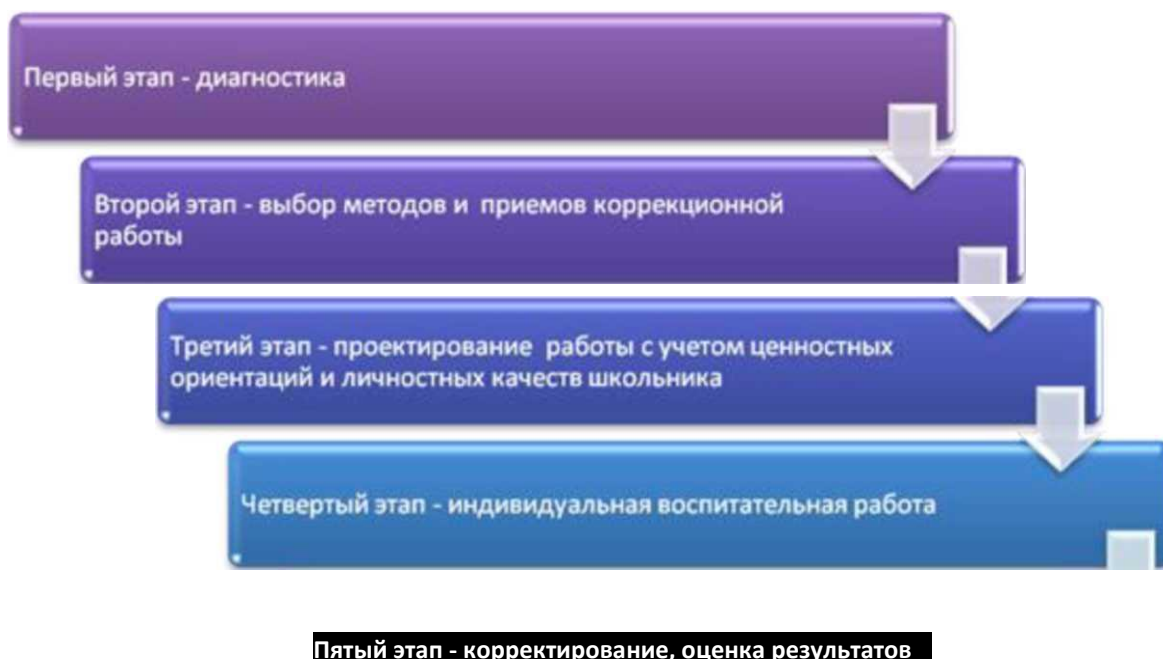 Первый этап - диагностика
Второй этап - выбор методов и приемов коррекционной
работы
Третий этап - проектирование работы с учетом ценностных
ориентаций и личностных качеств школьника
Четвертый этап - индивидуальная воспитательная работа
Пятый этап - корректирование, оценка результатов